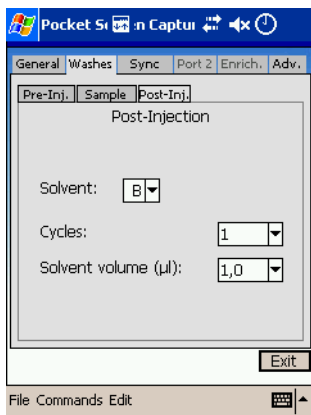 Pocket S :n Captu
General Washes Sync Port 2 Enrich. Adv.
Pre-Inj. Sample Post-Inj.
Post-Injection
Solvent: B
Cycles: 1
Solvent volume (µl): 1,0
Exit
File Commands Edit